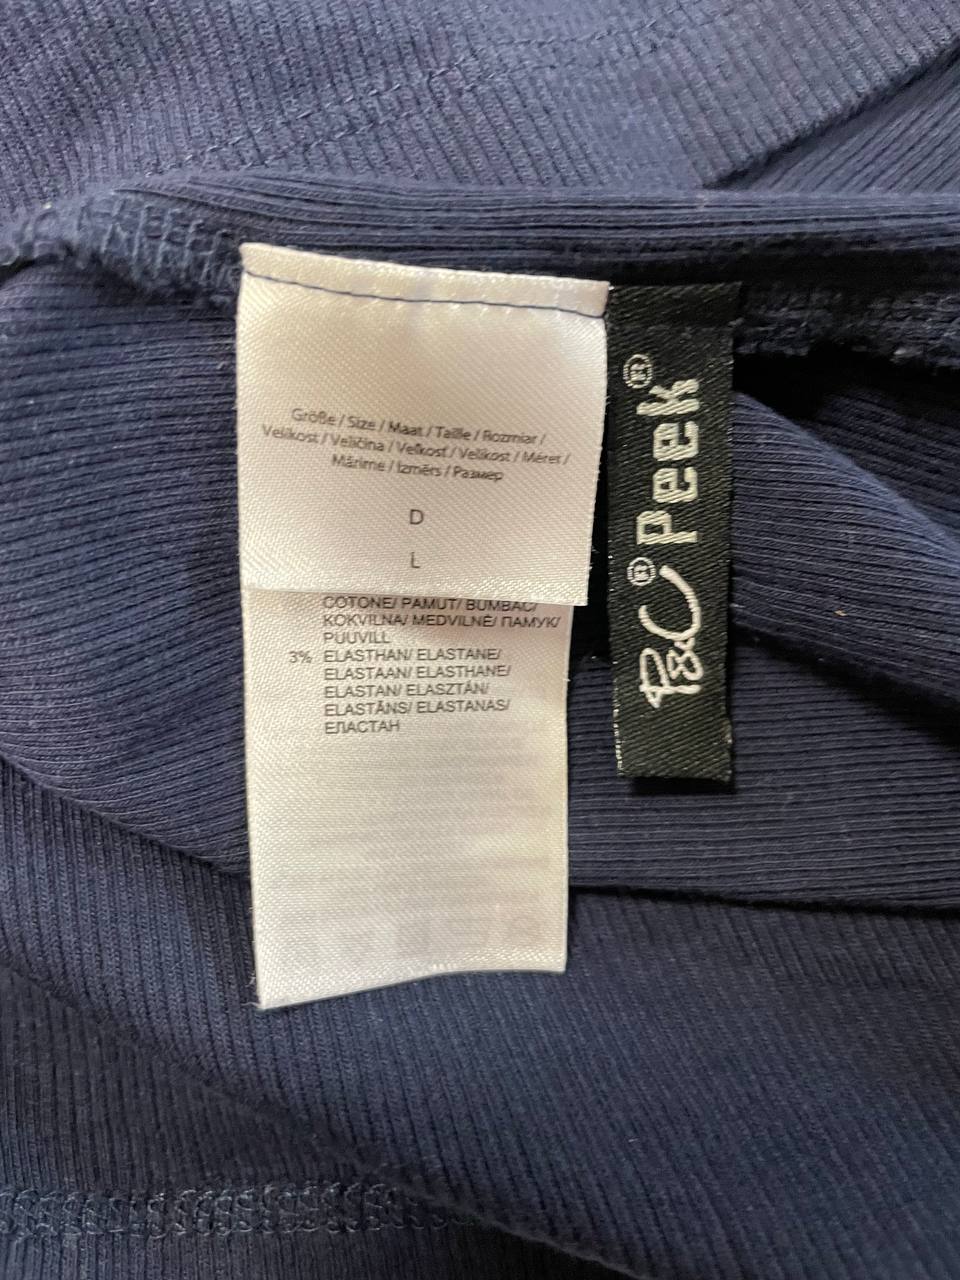 Größe / Size / Maat / Taille / Rozmiar /
Velikost / Veličina / Veľkosť / Velikost / Méret /
Mărime / Izmērs / Размер
D
L
COTONE/ PAMUT/ BUMBAC/
KOKVILNA/ MEDVILNĖ/ ПАМУК/
PUUVILL
3% ELASTHAN/ ELASTANE/
ELASTAAN/ ELASTHANE/
ELASTAN/ ELASZTÁN/
ELASTĀNS/ ELASTANAS/
ЕЛАСТАН
P&C® Peek®